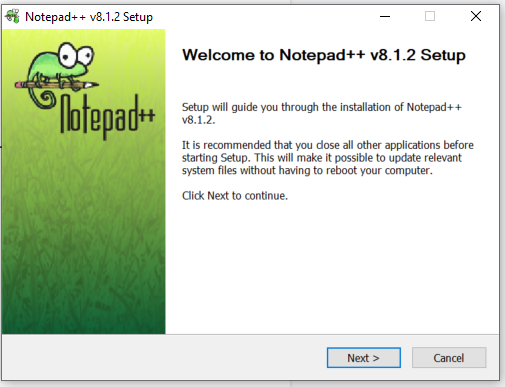 Notepad++ v8.1.2 Setup
Notepad++
Welcome to Notepad++ v8.1.2 Setup
Setup will guide you through the installation of Notepad++
v8.1.2.
It is recommended that you close all other applications before
starting Setup. This will make it possible to update relevant
system files without having to reboot your computer.
Click Next to continue.
Next >
Cancel